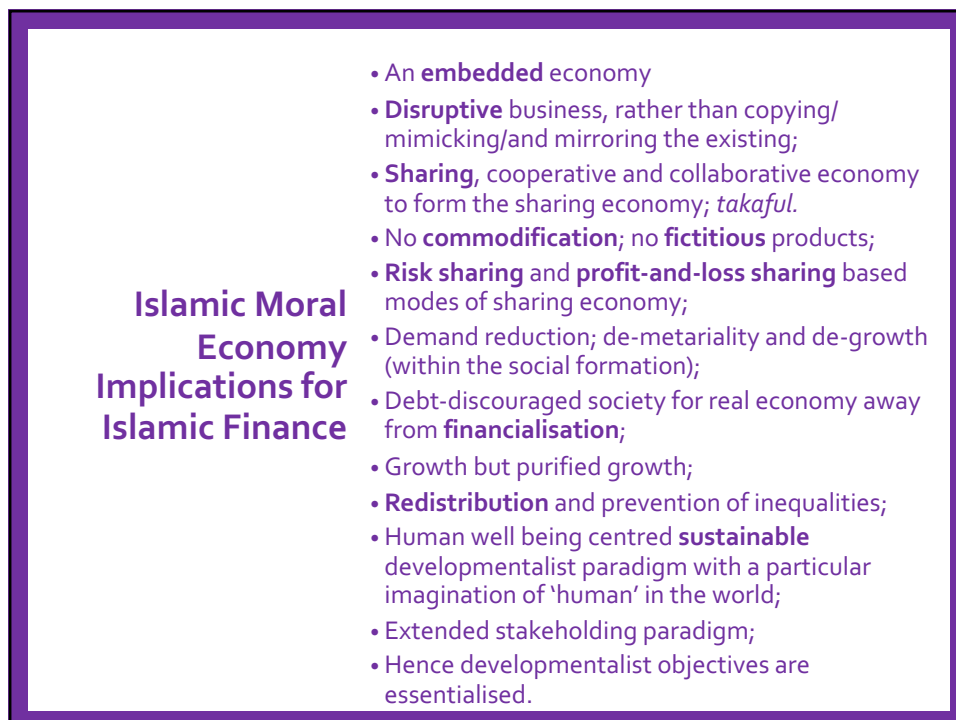 Islamic Moral
Economy
Implications for
Islamic Finance
• An embedded economy
• Disruptive business, rather than copying/
mimicking/and mirroring the existing;
• Sharing, cooperative and collaborative economy
to form the sharing economy; takaful.
• No commodification; no fictitious products;
• Risk sharing and profit-and-loss sharing based
modes of sharing economy;
• Demand reduction; de-metariality and de-growth
(within the social formation);
• Debt-discouraged society for real economy away
from financialisation;
• Growth but purified growth;
• Redistribution and prevention of inequalities;
• Human well being centred sustainable
developmentalist paradigm with a particular
imagination of ‘human’ in the world;
• Extended stakeholding paradigm;
• Hence developmentalist objectives are
essentialised.